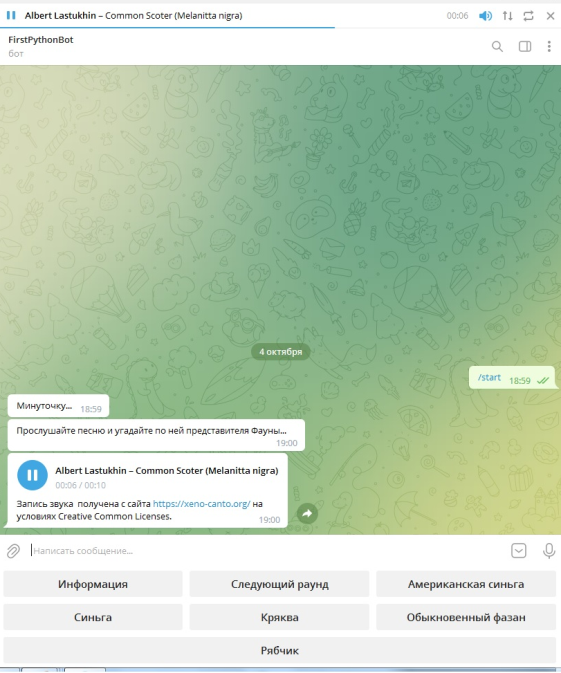 Albert Lastukhin – Common Scoter (Melanitta nigra)
00:06
FirstPythonBot
бот
4 октября
/start 18:59
Минуточку... 18:59
Прослушайте песню и угадайте по ней представителя Фауны...
19:00
Albert Lastukhin – Common Scoter (Melanitta nigra)
00:06 / 00:10
Запись звука получена с сайта https://xeno-canto.org/ на
условиях Creative Common Licenses.
19:00
Написать сообщение...
Информация
Следующий раунд
Американская синьга
Синьга
Кряква
Обыкновенный фазан
Рябчик